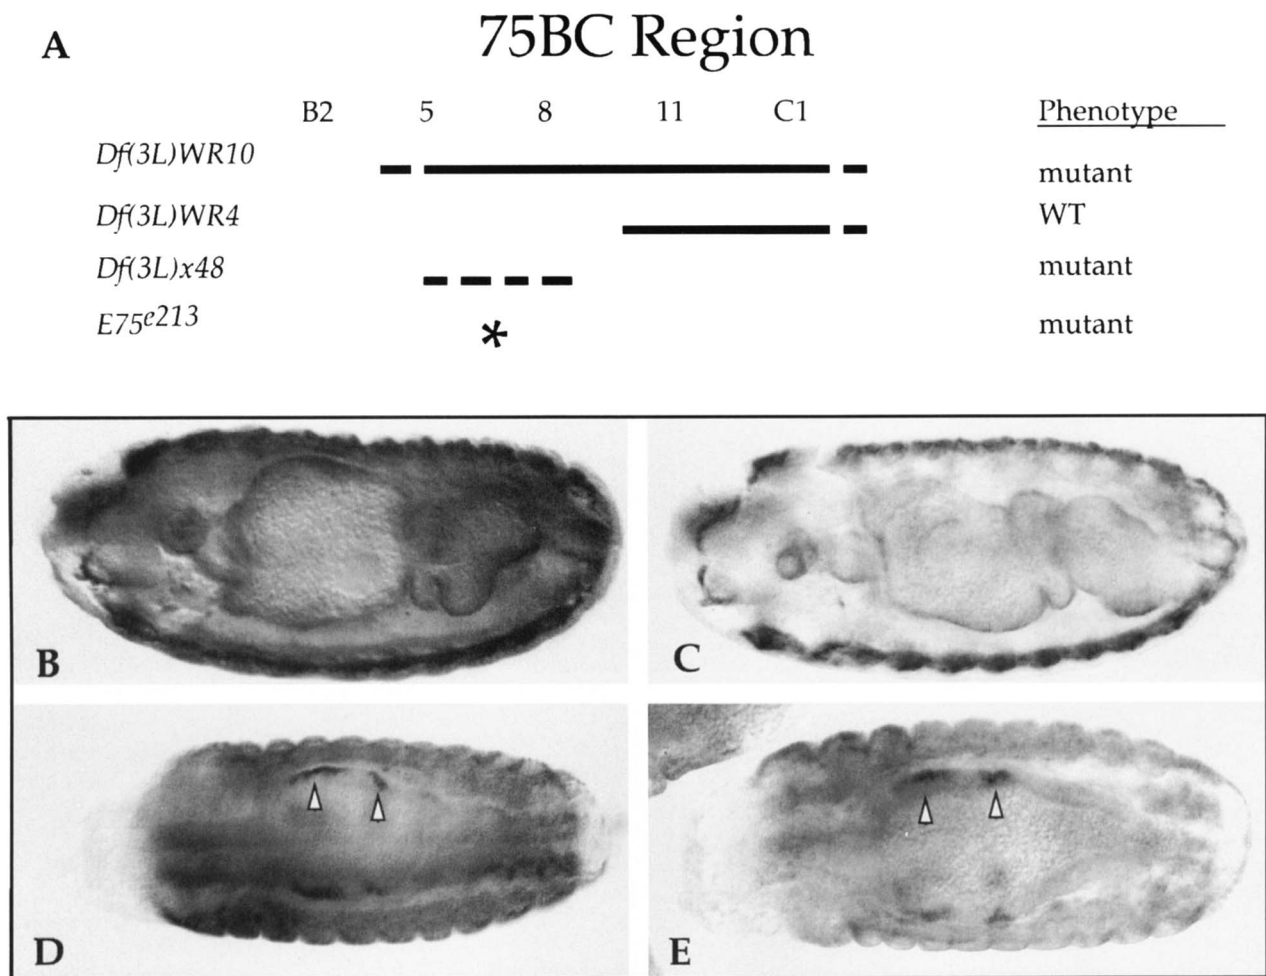 A
75BC Region
B2 5 8 11 C1 Phenotype
Df(3L)WR10 mutant
Df(3L)WR4 WT
Df(3L)x48 mutant
E75e213 * mutant
B
C
D
E